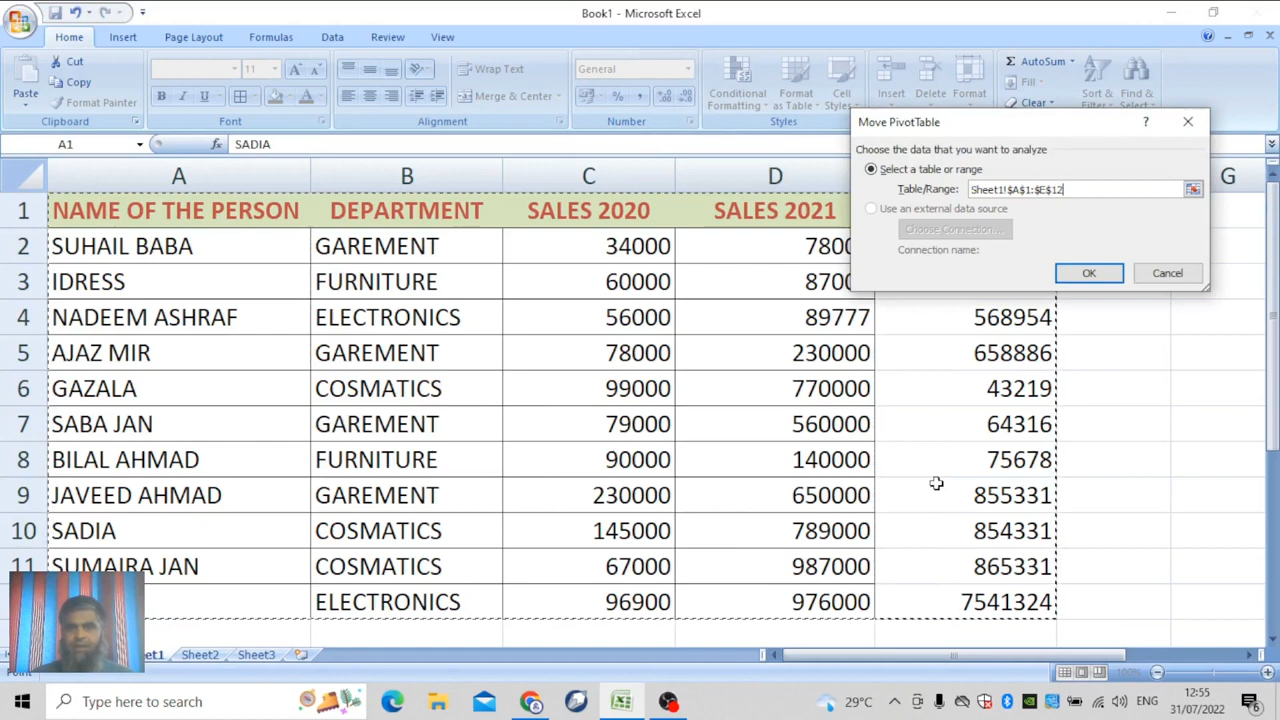 Book1 - Microsoft Excel
Home Insert Page Layout Formulas Data Review View
Cut
Copy
Format Painter
Paste
Clipboard
11
Font
Wrap Text
Merge & Center
Alignment
General
Number
Conditional Formatting
Format as Table
Cell Styles
Styles
Insert Delete Format
AutoSum
Fill
Clear
Sort &
Find &
Select
A1 SADIA
Move PivotTable
Choose the data that you want to analyze
Select a table or range
Table/Range: Sheet1!$A$1:$E$12
Use an external data source
Choose Connection...
Connection name:
OK Cancel
A B C D G
1 NAME OF THE PERSON DEPARTMENT SALES 2020 SALES 2021
2 SUHAIL BABA GAREMENT 34000 7800
3 IDRESS FURNITURE 60000 8700
4 NADEEM ASHRAF ELECTRONICS 56000 89777 568954
5 AJAZ MIR GAREMENT 78000 230000 658886
6 GAZALA COSMATICS 99000 770000 43219
7 SABA JAN GAREMENT 79000 560000 64316
8 BILAL AHMAD FURNITURE 90000 140000 75678
9 JAVEED AHMAD GAREMENT 230000 650000 855331
10 SADIA COSMATICS 145000 789000 854331
11 SUMAIRA JAN COSMATICS 67000 987000 865331
ELECTRONICS 96900 976000 7541324
Sheet2 Sheet3
Point 100%
Type here to search
29°C ENG
12:55
31/07/2022
6